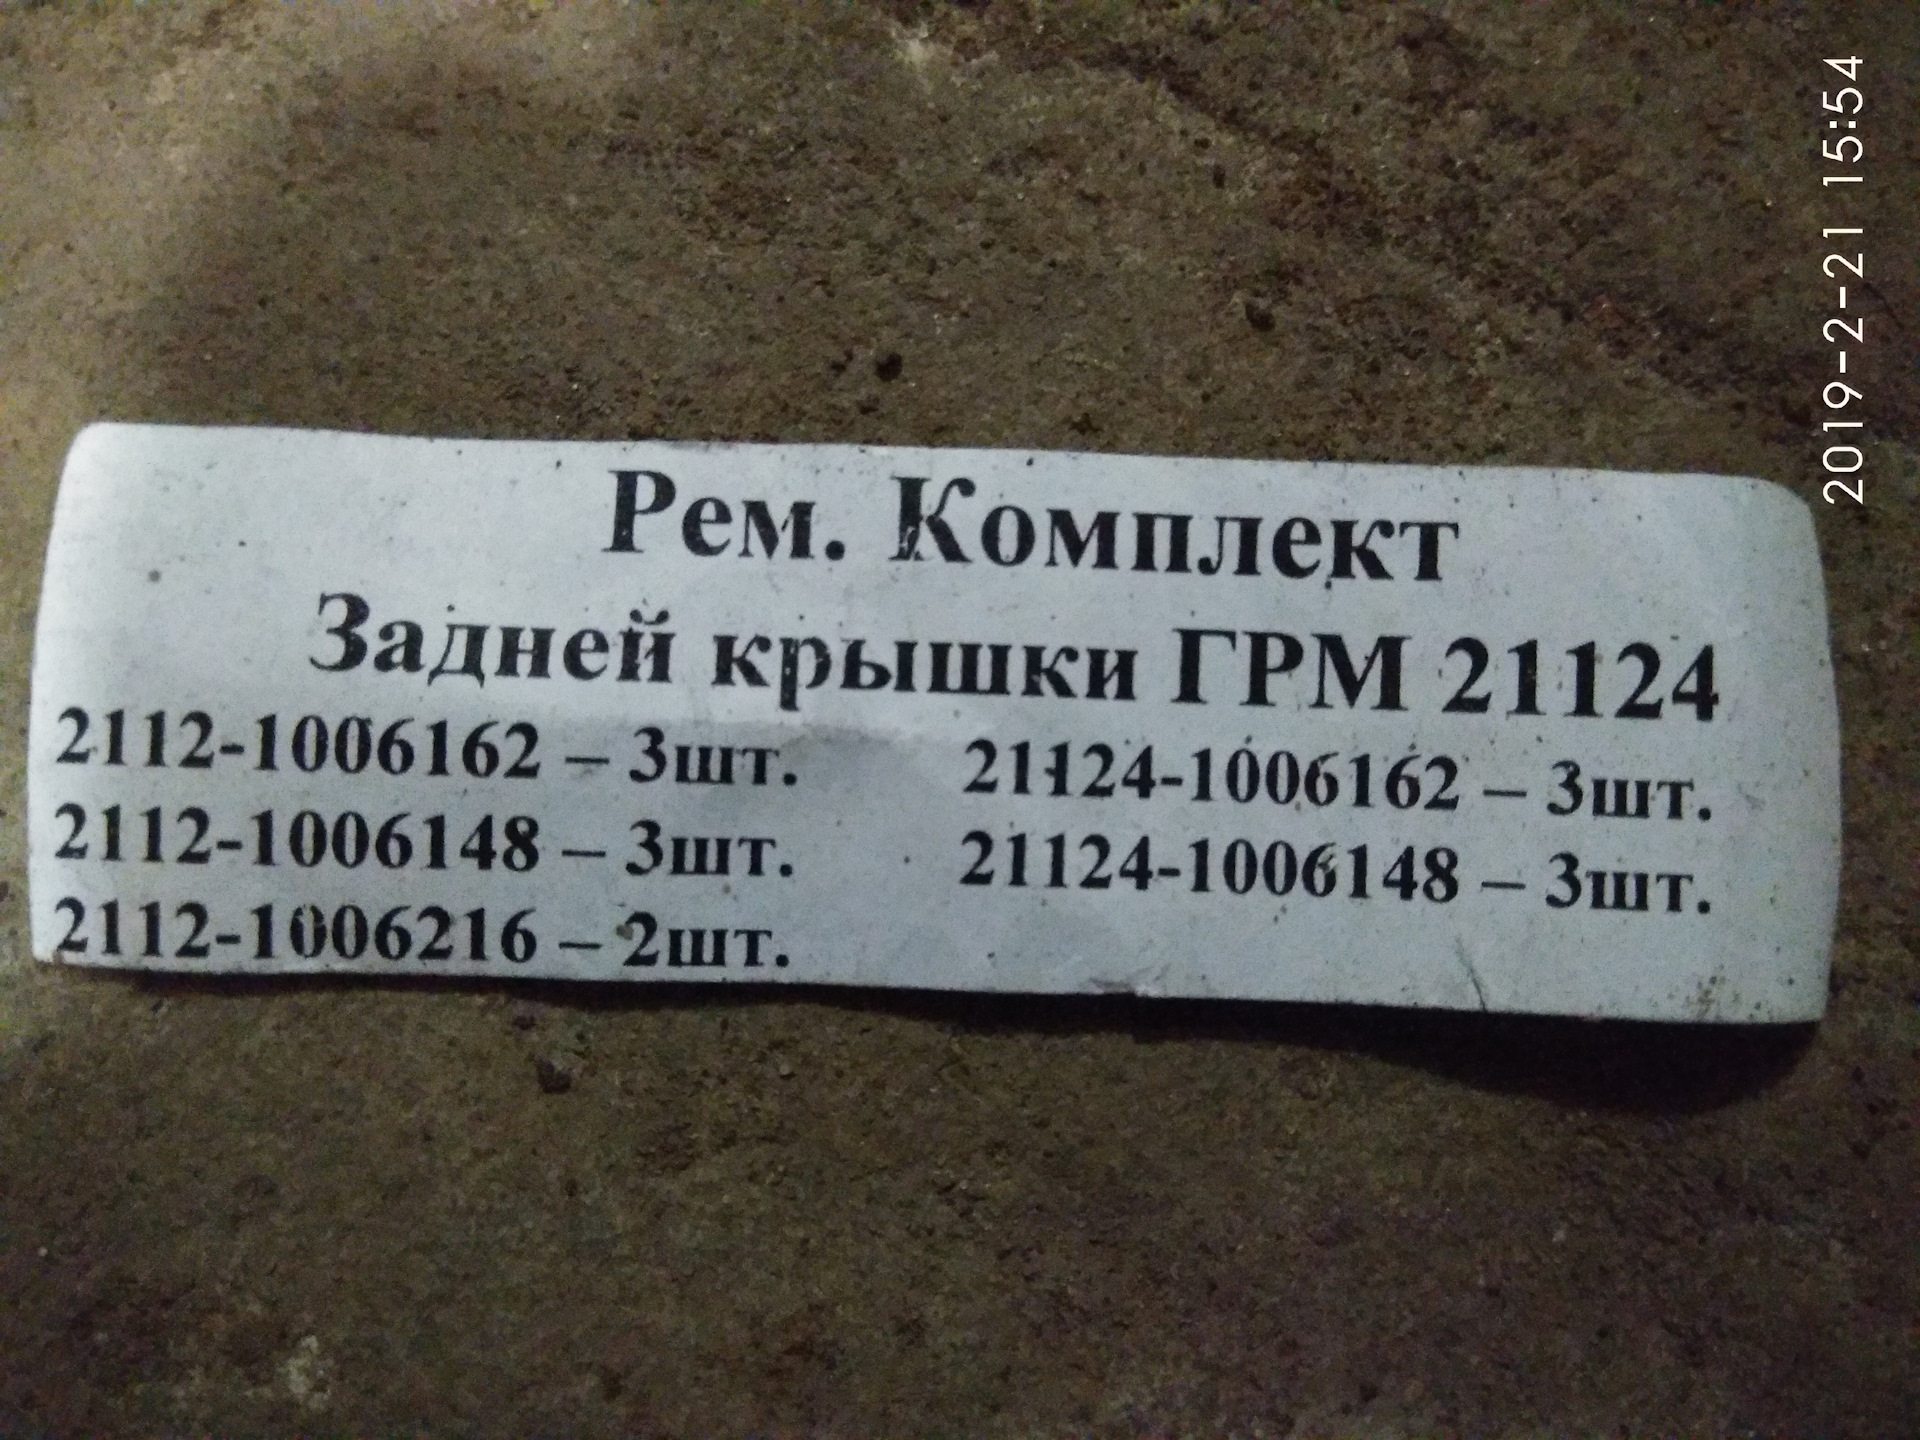 Рем. Комплект
Задней крышки ГРМ 21124
2112-1006162 – 3шт. 21124-1006162 – 3шт.
2112-1006148 – 3шт. 21124-1006148 – 3шт.
2112-1006216 – 2шт.
2019-2-21 15:54